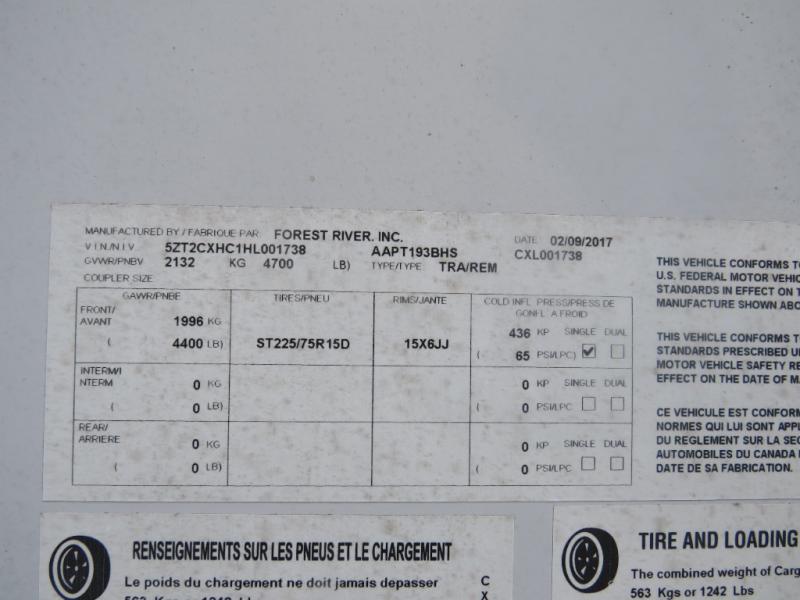 MANUFACTURED BY / FABRIQUE PAR FOREST RIVER. INC. DATE 02/09/2017
V I N./N I V . 5ZT2CXHC1HL001738 AAPT193BHS CXL001738
GVWR/PNBV 2132 KG 4700 LB) TYPE/TYPE TRA/REM
COUPLER SIZE
GAWR/PNBE TIRES/PNEU RIMS/JANTE COLD INFL PRESS/PRESS DE
GONFL A FROID
FRONT/
AVANT 1996 KG 436 KP SINGLE DUAL
( 4400 LB) ST225/75R15D 15X6JJ ( 65 PSI/LPC)
INTERM/I
NTERM 0 KG 0 KP SINGLE DUAL
( 0 LB) ( 0 PSI/LPC
REAR/
ARRIERE 0 KG 0 KP SINGLE DUAL
( 0 LB) ( 0 PSI/LPC
THIS VEHICLE CONFORMS TO
U.S. FEDERAL MOTOR VEHIC
STANDARDS IN EFFECT ON T
MANUFACTURE SHOWN ABO
THIS VEHICLE CONFORMS T
STANDARDS PRESCRIBED U
MOTOR VEHICLE SAFETY RE
EFFECT ON THE DATE OF M
CE VEHICULE EST CONFORM
NORMES QUI LUI SONT APPL
DU REGLEMENT SUR LA SEC
AUTOMOBILES DU CANADA
DATE DE SA FABRICATION.
RENSEIGNEMENTS SUR LES PNEUS ET LE CHARGEMENT
Le poids du chargement ne doit jamais depasser C
563 Kgs or 1242 Lbs X
TIRE AND LOADING
The combined weight of Carg
563 Kgs or 1242 Lbs